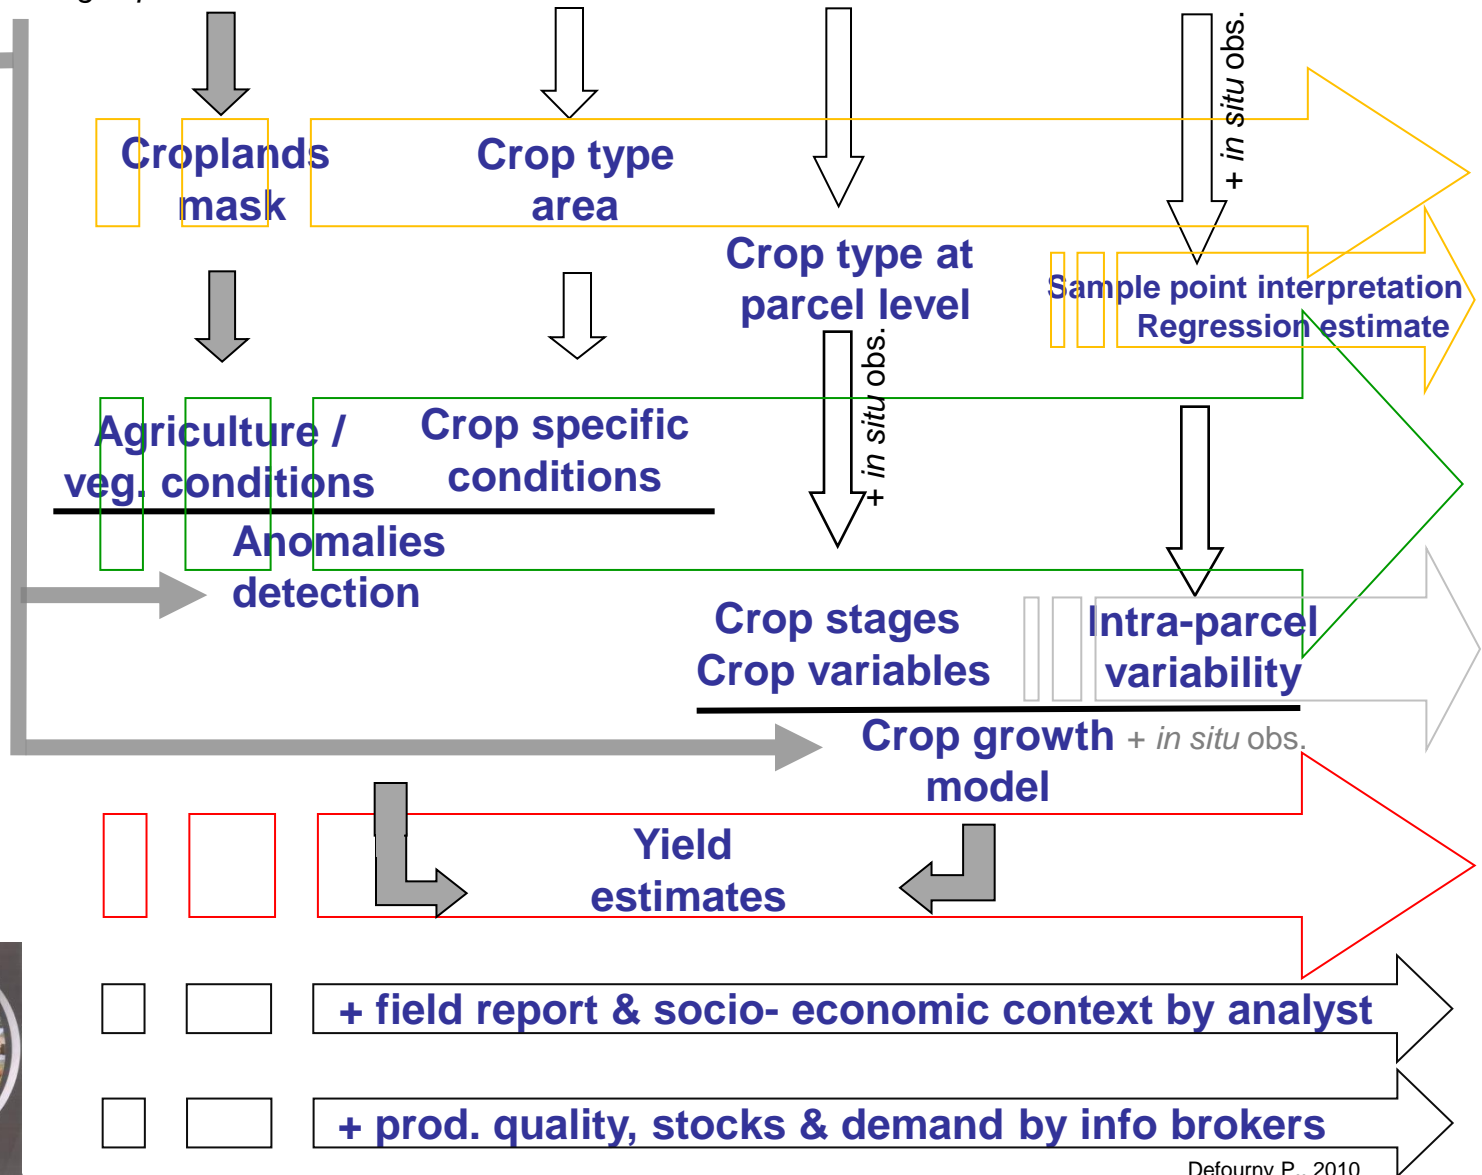 + in situ obs.
Croplands
mask
Crop type
area
Crop type at
parcel level
Sample point interpretation
Regression estimate
+ in situ obs.
Agriculture /
veg. conditions
Crop specific
conditions
Anomalies
detection
Crop stages
Crop variables
Intra-parcel
variability
Crop growth + in situ obs.
model
Yield
estimates
+ field report & socio- economic context by analyst
+ prod. quality, stocks & demand by info brokers
Defourny P., 2010